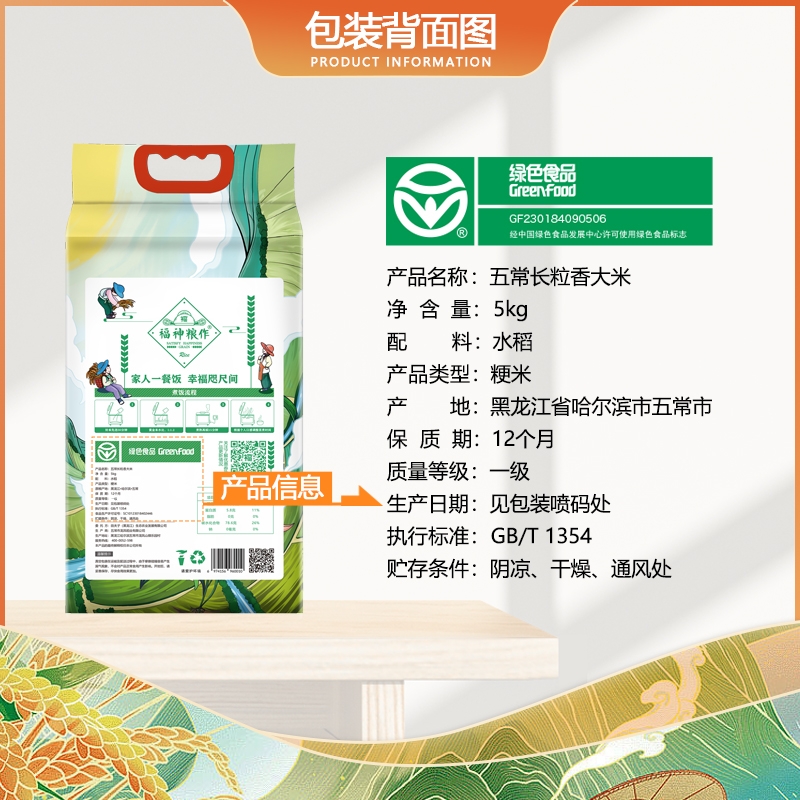 包装背面图
PRODUCT INFORMATION
绿色食品
GreenFood
GF230184090506
经中国绿色食品发展中心许可使用绿色食品标志
®
产品名称：五常长粒香大米
净含量：5kg
配料：水稻
产品类型：粳米
产地：黑龙江省哈尔滨市五常市
保质期：12个月
质量等级：一级
生产日期：见包装喷码处
执行标准：GB/T 1354
贮存条件：阴凉、干燥、通风处
福神粮作
家人一餐饭 幸福咫尺间
煮饭流程
绿色食品 GreenFood
产品信息